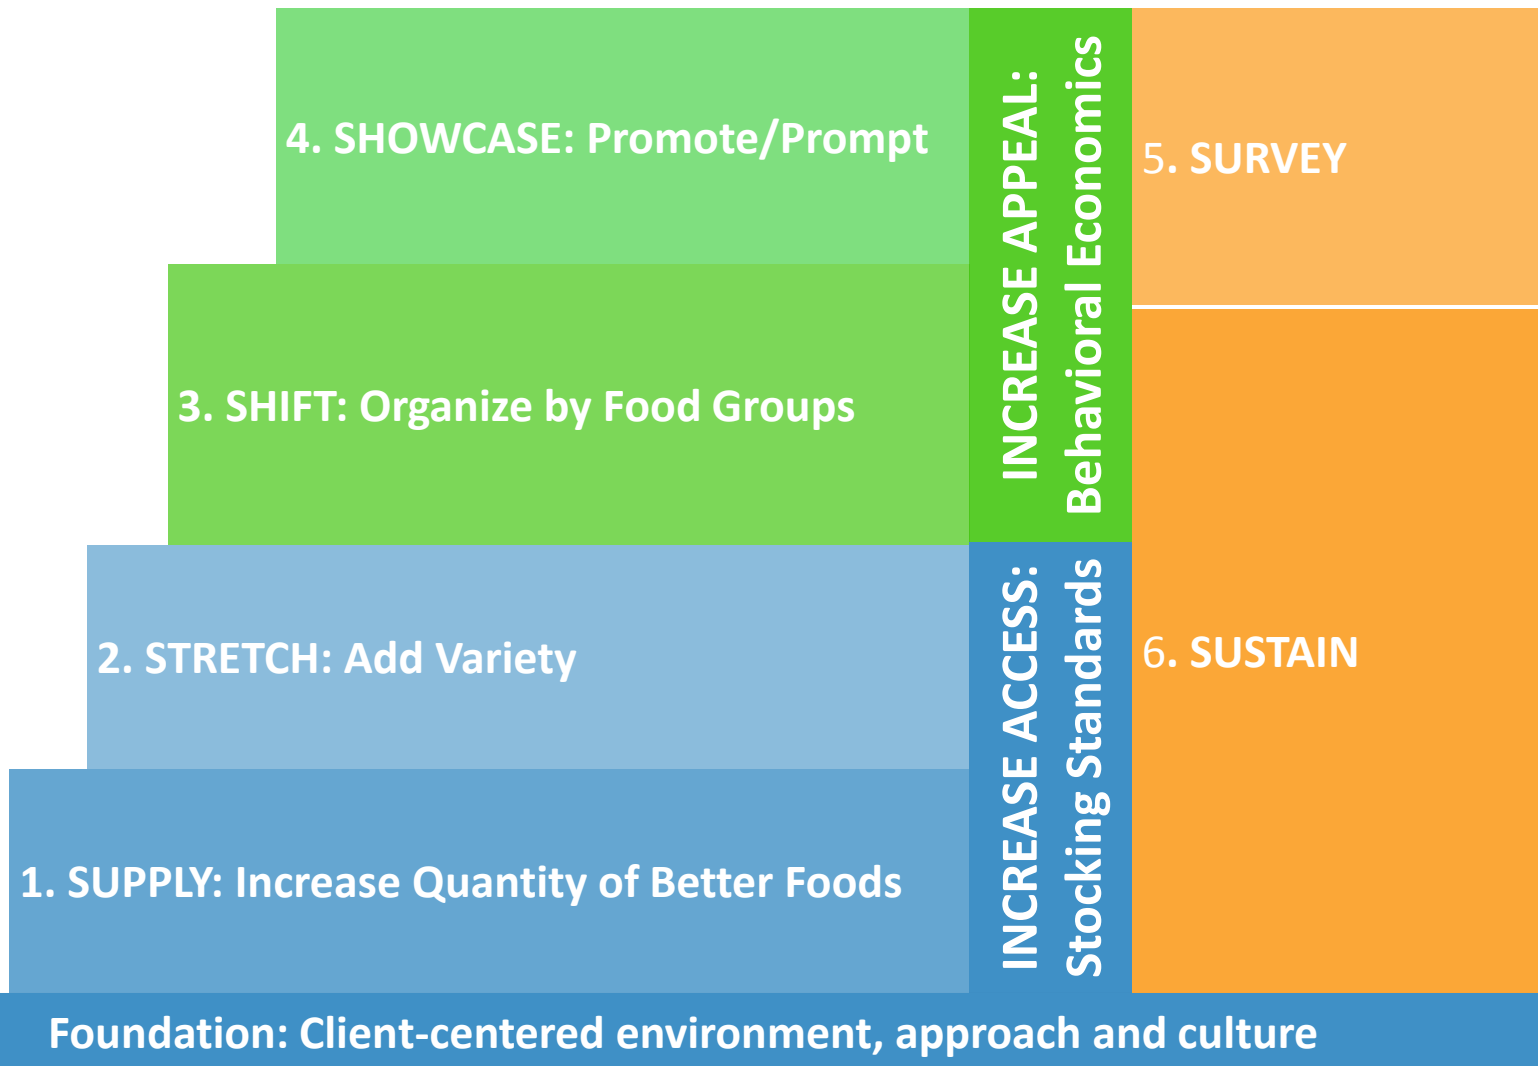 4. SHOWCASE: Promote/Prompt
3. SHIFT: Organize by Food Groups
2. STRETCH: Add Variety
1. SUPPLY: Increase Quantity of Better Foods
INCREASE APPEAL:
Behavioral Economics
INCREASE ACCESS:
Stocking Standards
5. SURVEY
6. SUSTAIN
Foundation: Client-centered environment, approach and culture